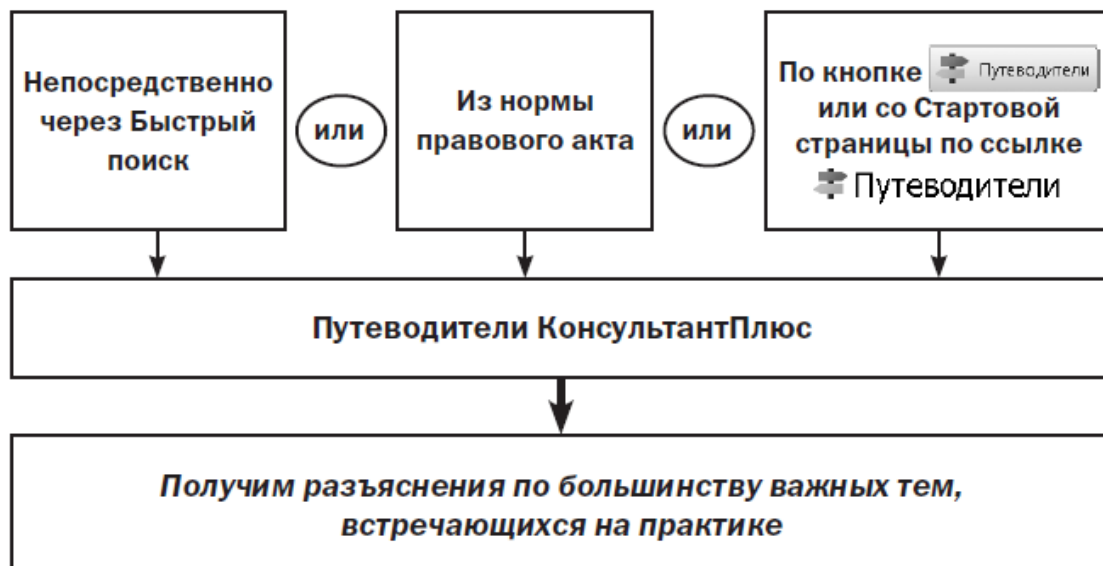 Непосредственно
через Быстрый
поиск
или
Из нормы
правового акта
или
По кнопке Путеводители
или со Стартовой
страницы по ссылке
Путеводители
Путеводители КонсультантПлюс
Получим разъяснения по большинству важных тем,
встречающихся на практике